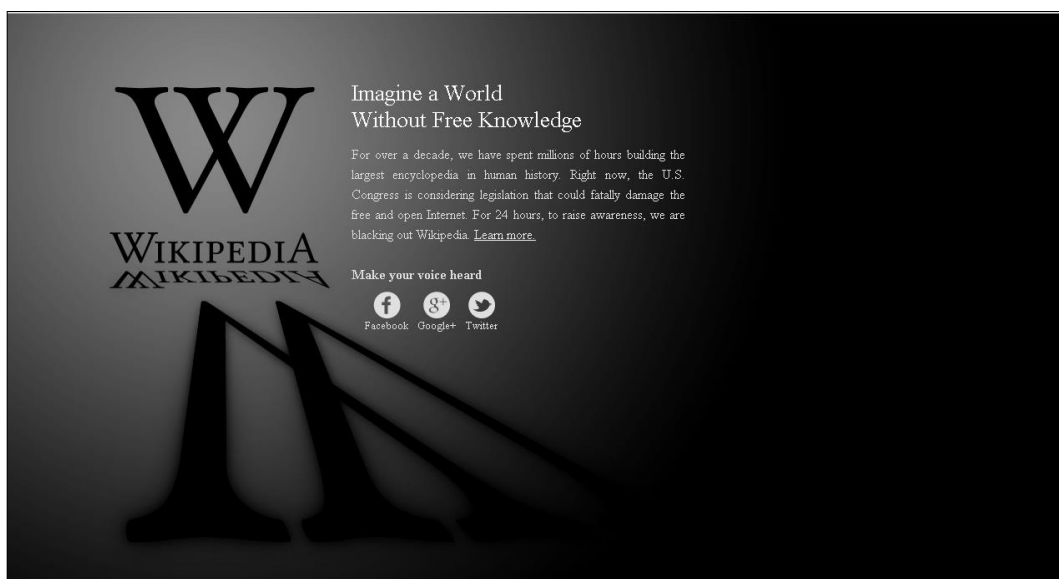 W
WIKIPEDIA
Imagine a World
Without Free Knowledge
For over a decade, we have spent millions of hours building the
largest encyclopedia in human history. Right now, the U.S.
Congress is considering legislation that could fatally damage the
free and open Internet. For 24 hours, to raise awareness, we are
blacking out Wikipedia. Learn more.
Make your voice heard
Facebook Google+ Twitter